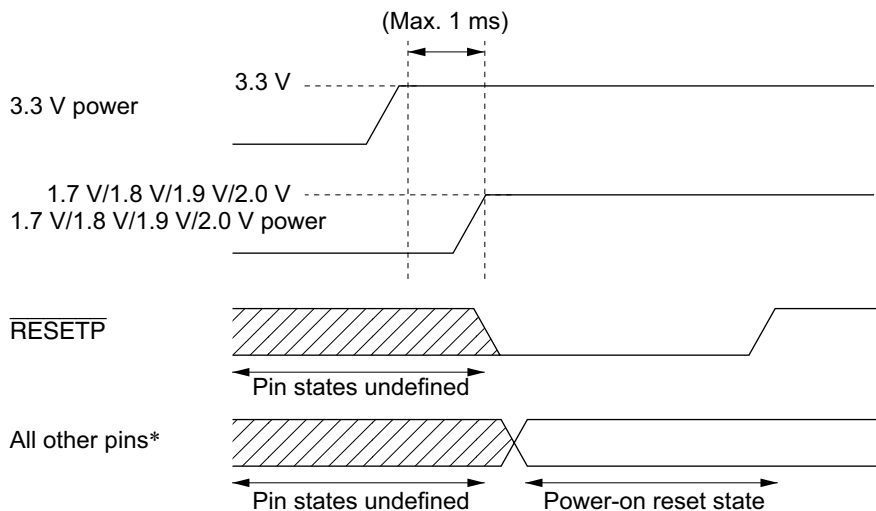 (Max. 1 ms)
3.3 V
3.3 V power
1.7 V/1.8 V/1.9 V/2.0 V
1.7 V/1.8 V/1.9 V/2.0 V power
RESETP
Pin states undefined
All other pins*
Pin states undefined
Power-on reset state